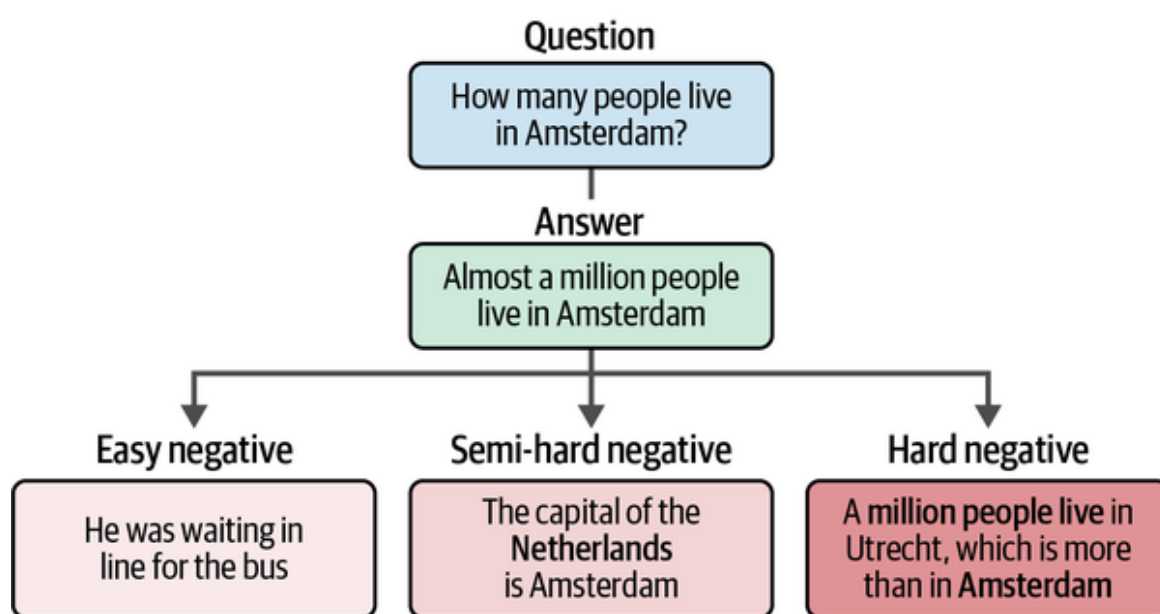 Question
How many people live
in Amsterdam?
Answer
Almost a million people
live in Amsterdam
Easy negative
He was waiting in
line for the bus
Semi-hard negative
The capital of the
Netherlands
is Amsterdam
Hard negative
A million people live in
Utrecht, which is more
than in Amsterdam